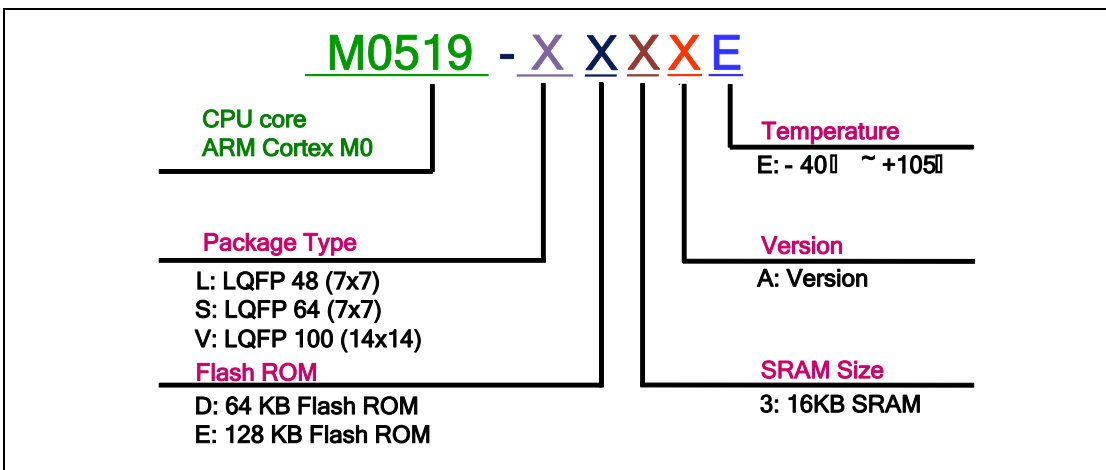 M0519 - X X X X E
CPU core
ARM Cortex M0
Temperature
E: - 40▯ ~ +105▯
Package Type
L: LQFP 48 (7x7)
S: LQFP 64 (7x7)
V: LQFP 100 (14x14)
Version
A: Version
Flash ROM
D: 64 KB Flash ROM
E: 128 KB Flash ROM
SRAM Size
3: 16KB SRAM